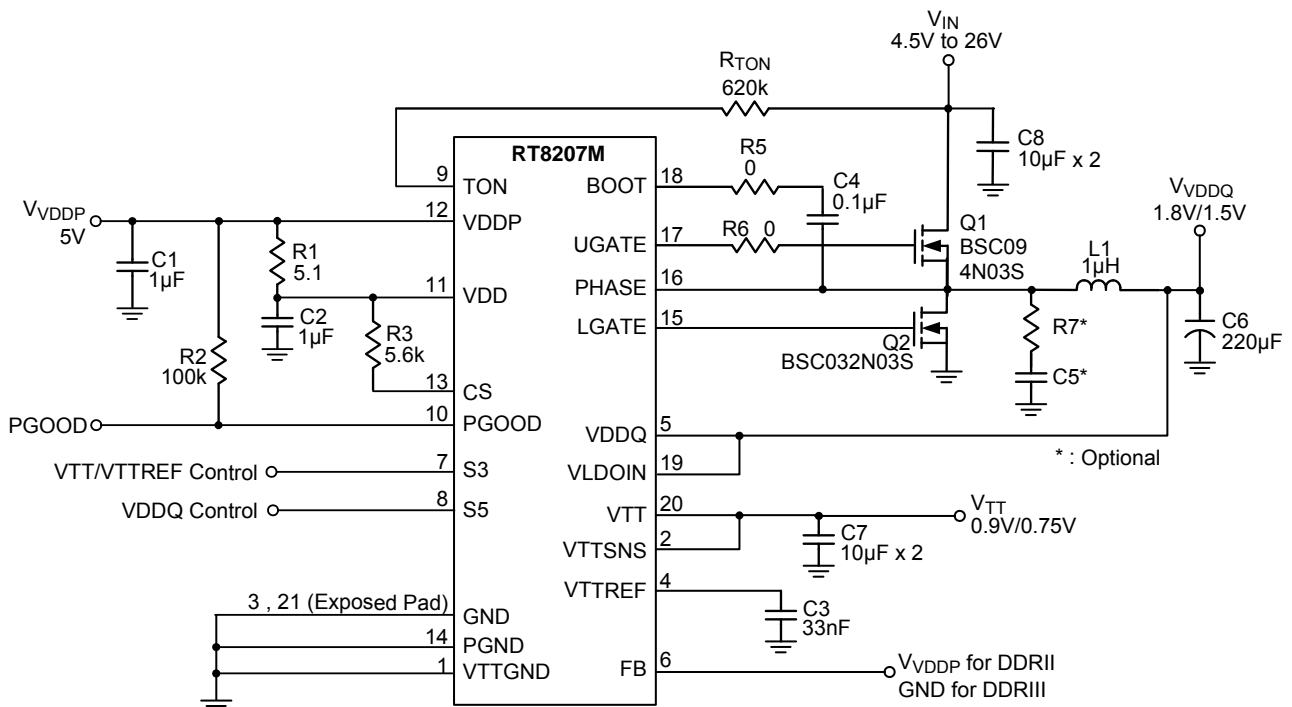 VIN
4.5V to 26V
RTON
620k
RT8207M
C8
10µF x 2
R5
0
C4
0.1µF
9
TON
BOOT
18
VVDDP
5V
12
VDDP
VVDDQ
1.8V/1.5V
R6 0
Q1
BSC09
4N03S
UGATE
17
C1
1µF
R1
5.1
L1
1µH
11
VDD
PHASE
16
C2
1µF
R3
5.6k
LGATE
15
Q2
BSC032N03S
R7*
C6
220µF
R2
100k
C5*
13
CS
PGOOD
10
PGOOD
VDDQ
5
* : Optional
VTT/VTTREF Control
7
S3
VLDOIN
19
VDDQ Control
8
S5
VTT
20
VTT
0.9V/0.75V
C7
10µF x 2
VTTSNS
2
VTTREF
4
3 , 21 (Exposed Pad)
GND
C3
33nF
14
PGND
1
VTTGND
FB
6
VVDDP for DDRII
GND for DDRIII